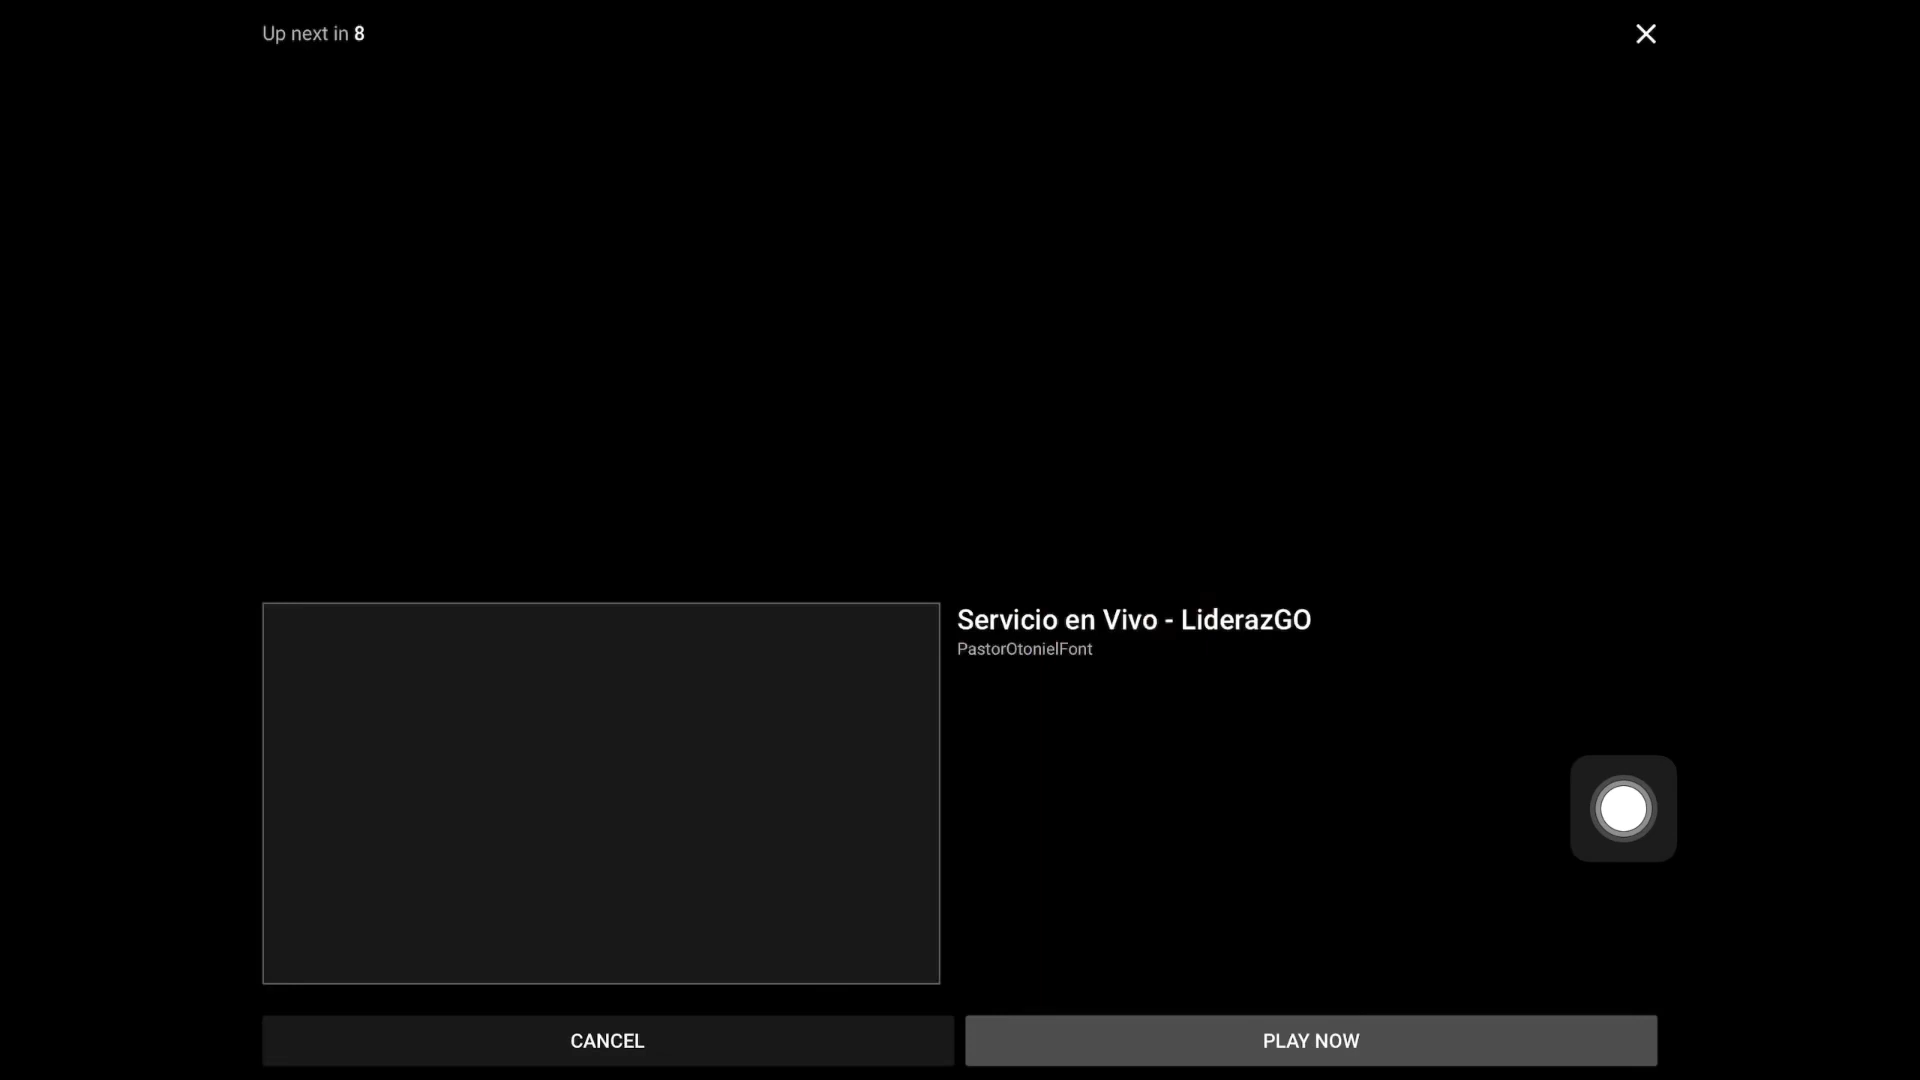 Up next in 8
Servicio en Vivo - LiderazGO
PastorOtonielFont
CANCEL
PLAY NOW